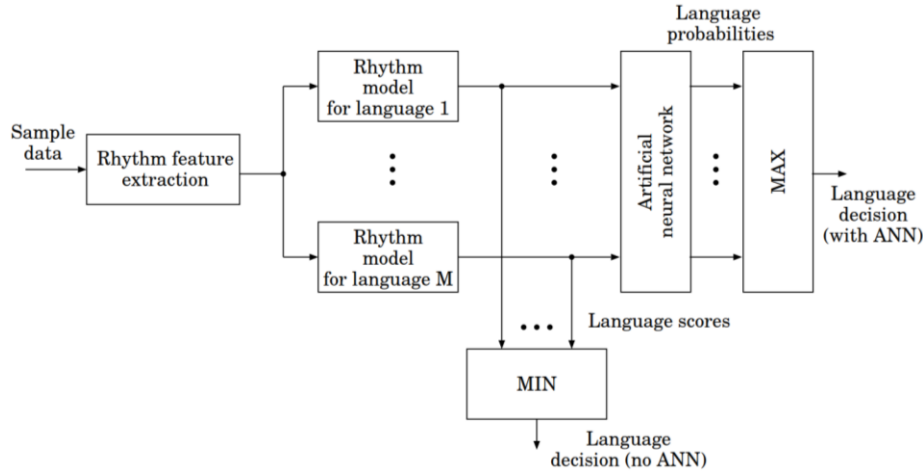 Language
probabilities
Rhythm
model
for language 1
Sample
data
Rhythm feature
extraction
Artificial
neural network
MAX
Language
decision
(with ANN)
Rhythm
model
for language M
Language scores
MIN
Language
decision (no ANN)